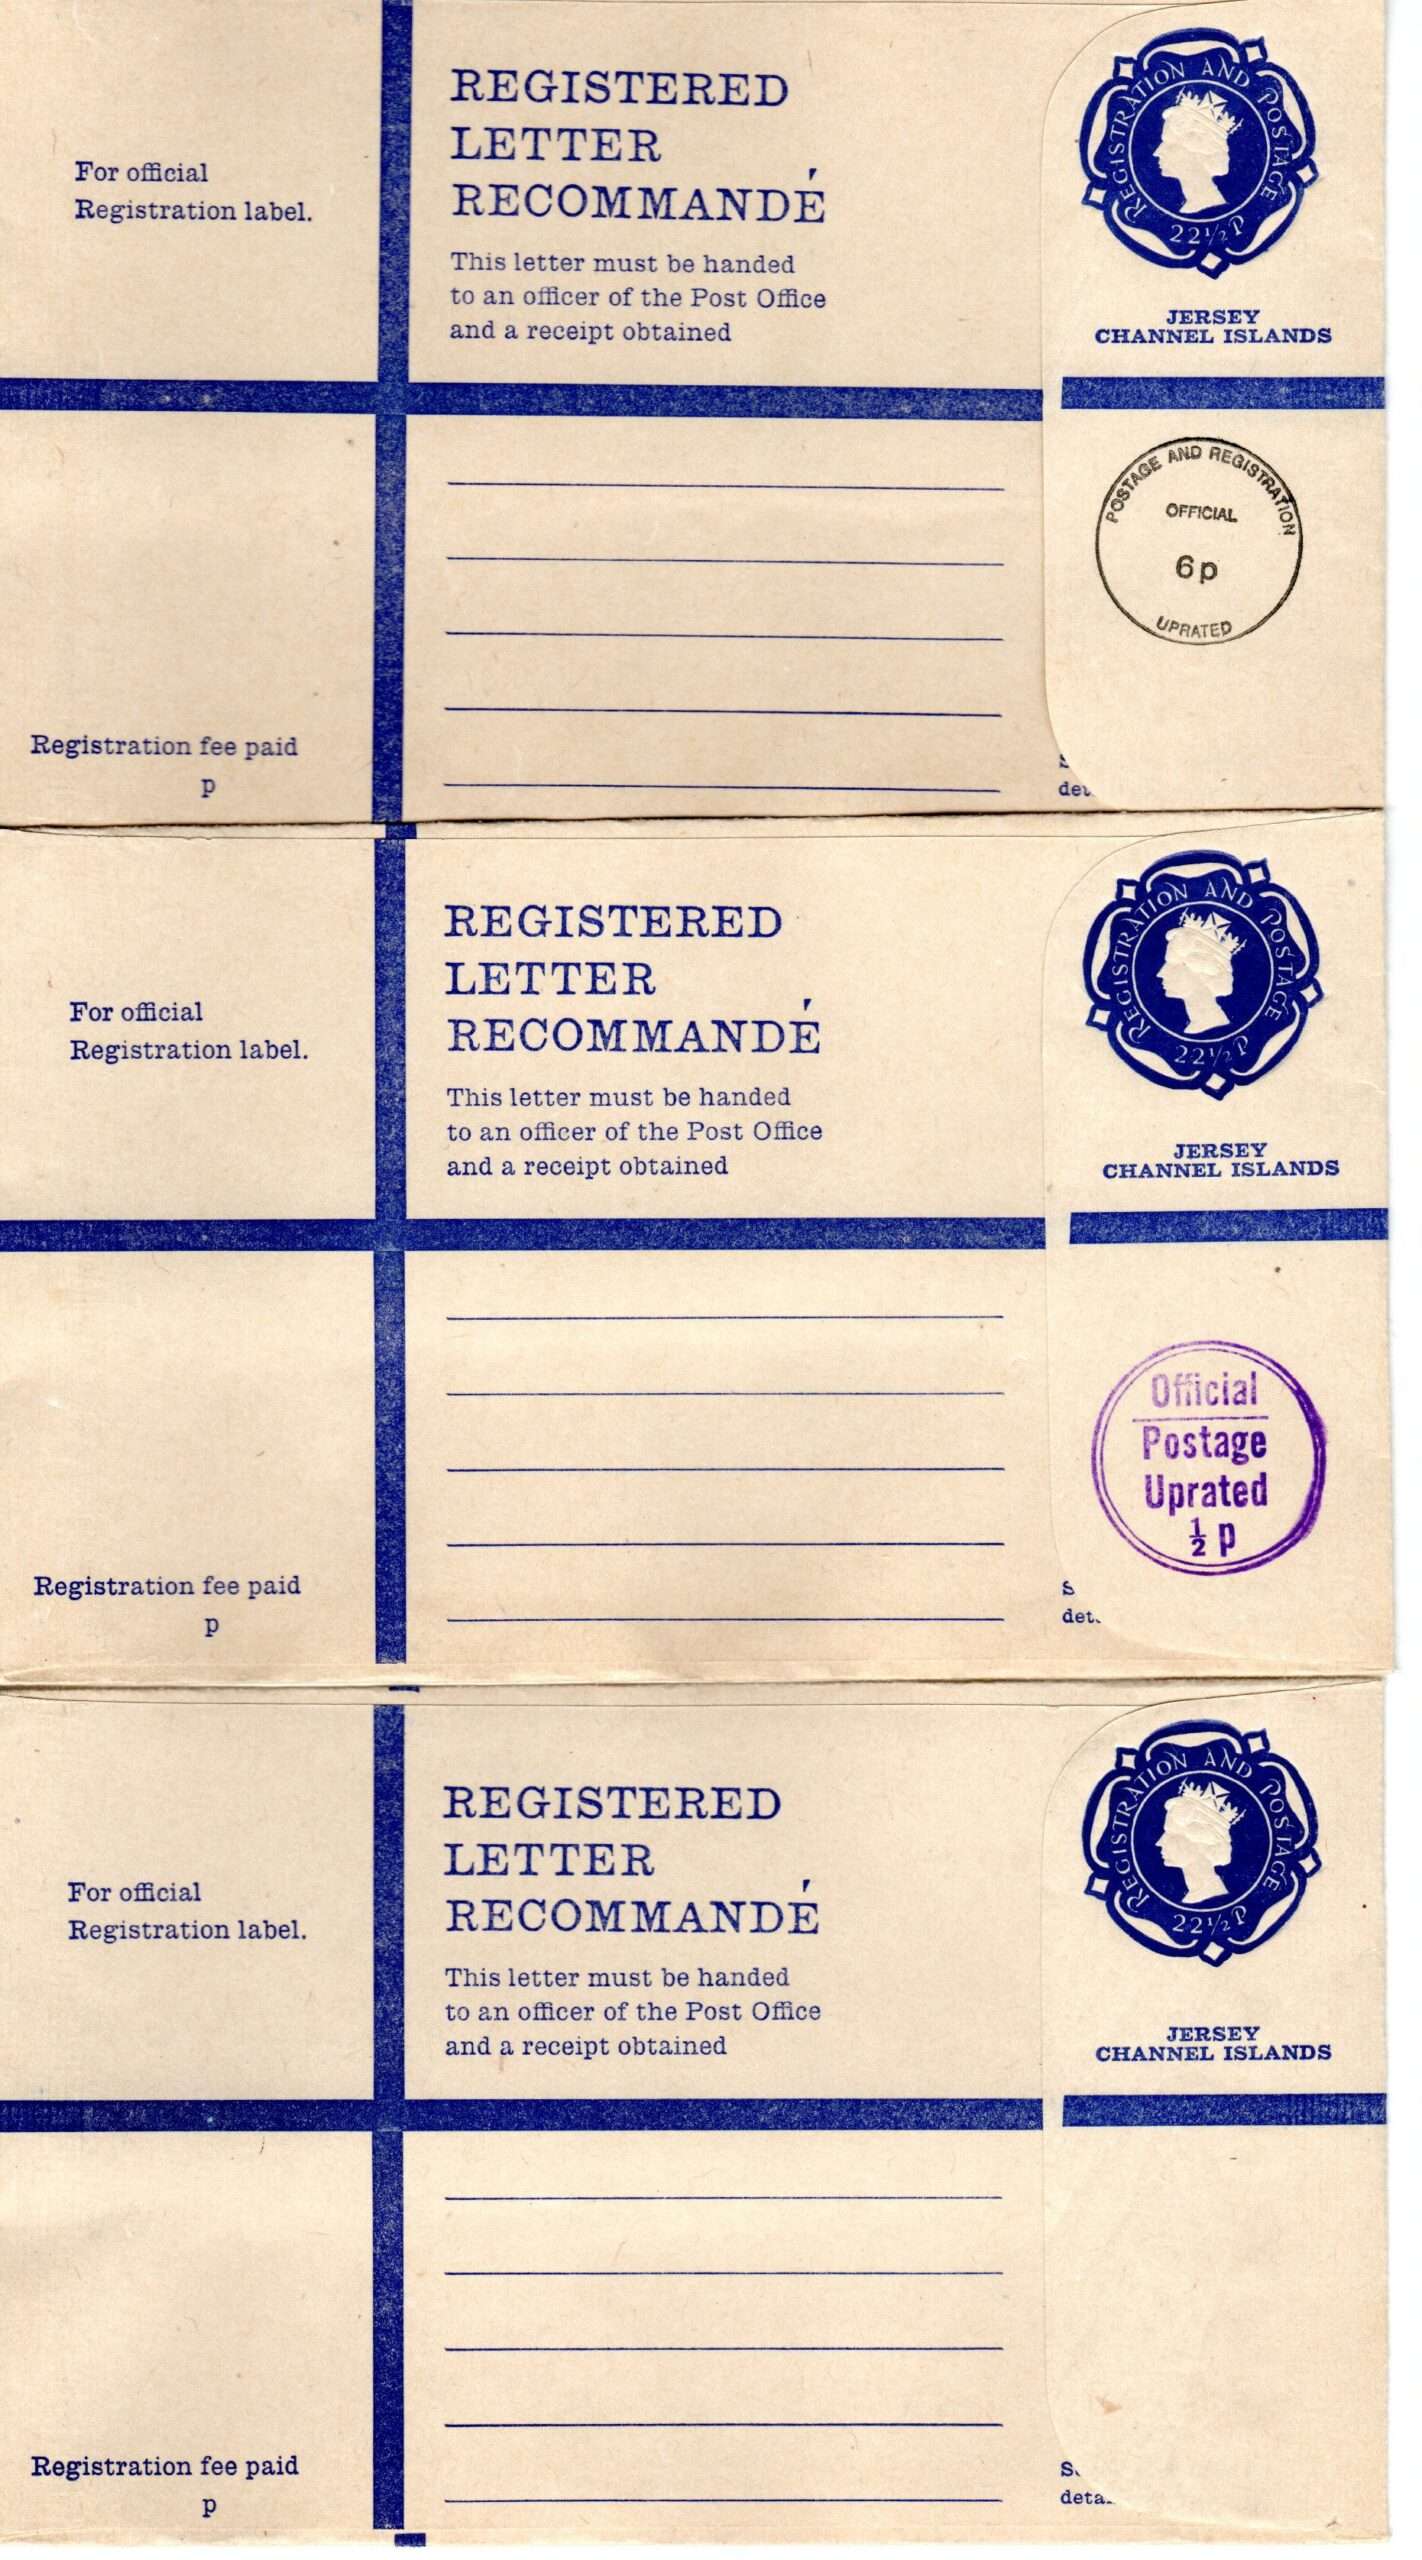 REGISTERED
LETTER
RECOMMANDÉ
This letter must be handed
to an officer of the Post Office
and a receipt obtained
For official
Registration label.
REGISTRATION AND POSTAGE
22½P
JERSEY
CHANNEL ISLANDS
POSTAGE AND REGISTRATION
OFFICIAL
6p
UPRATED
Registration fee paid
p
REGISTERED
LETTER
RECOMMANDÉ
This letter must be handed
to an officer of the Post Office
and a receipt obtained
For official
Registration label.
REGISTRATION AND POSTAGE
22½P
JERSEY
CHANNEL ISLANDS
Official
Postage
Uprated
½ p
Registration fee paid
p
REGISTERED
LETTER
RECOMMANDÉ
This letter must be handed
to an officer of the Post Office
and a receipt obtained
For official
Registration label.
REGISTRATION AND POSTAGE
22½P
JERSEY
CHANNEL ISLANDS
Registration fee paid
p